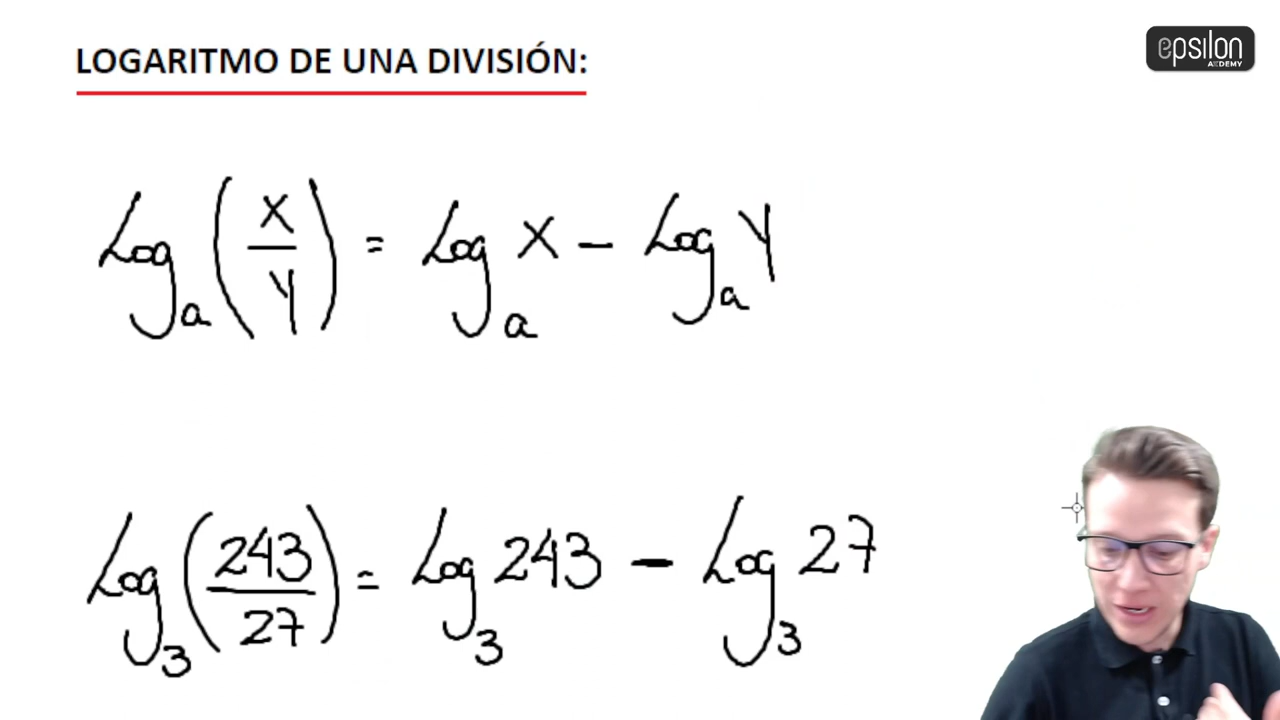 LOGARITMO DE UNA DIVISIÓN:
epsilon
ACADEMY
Log_a (x/y) = Log_a x - Log_a y
Log_3 (243/27) = Log_3 243 - Log_3 27